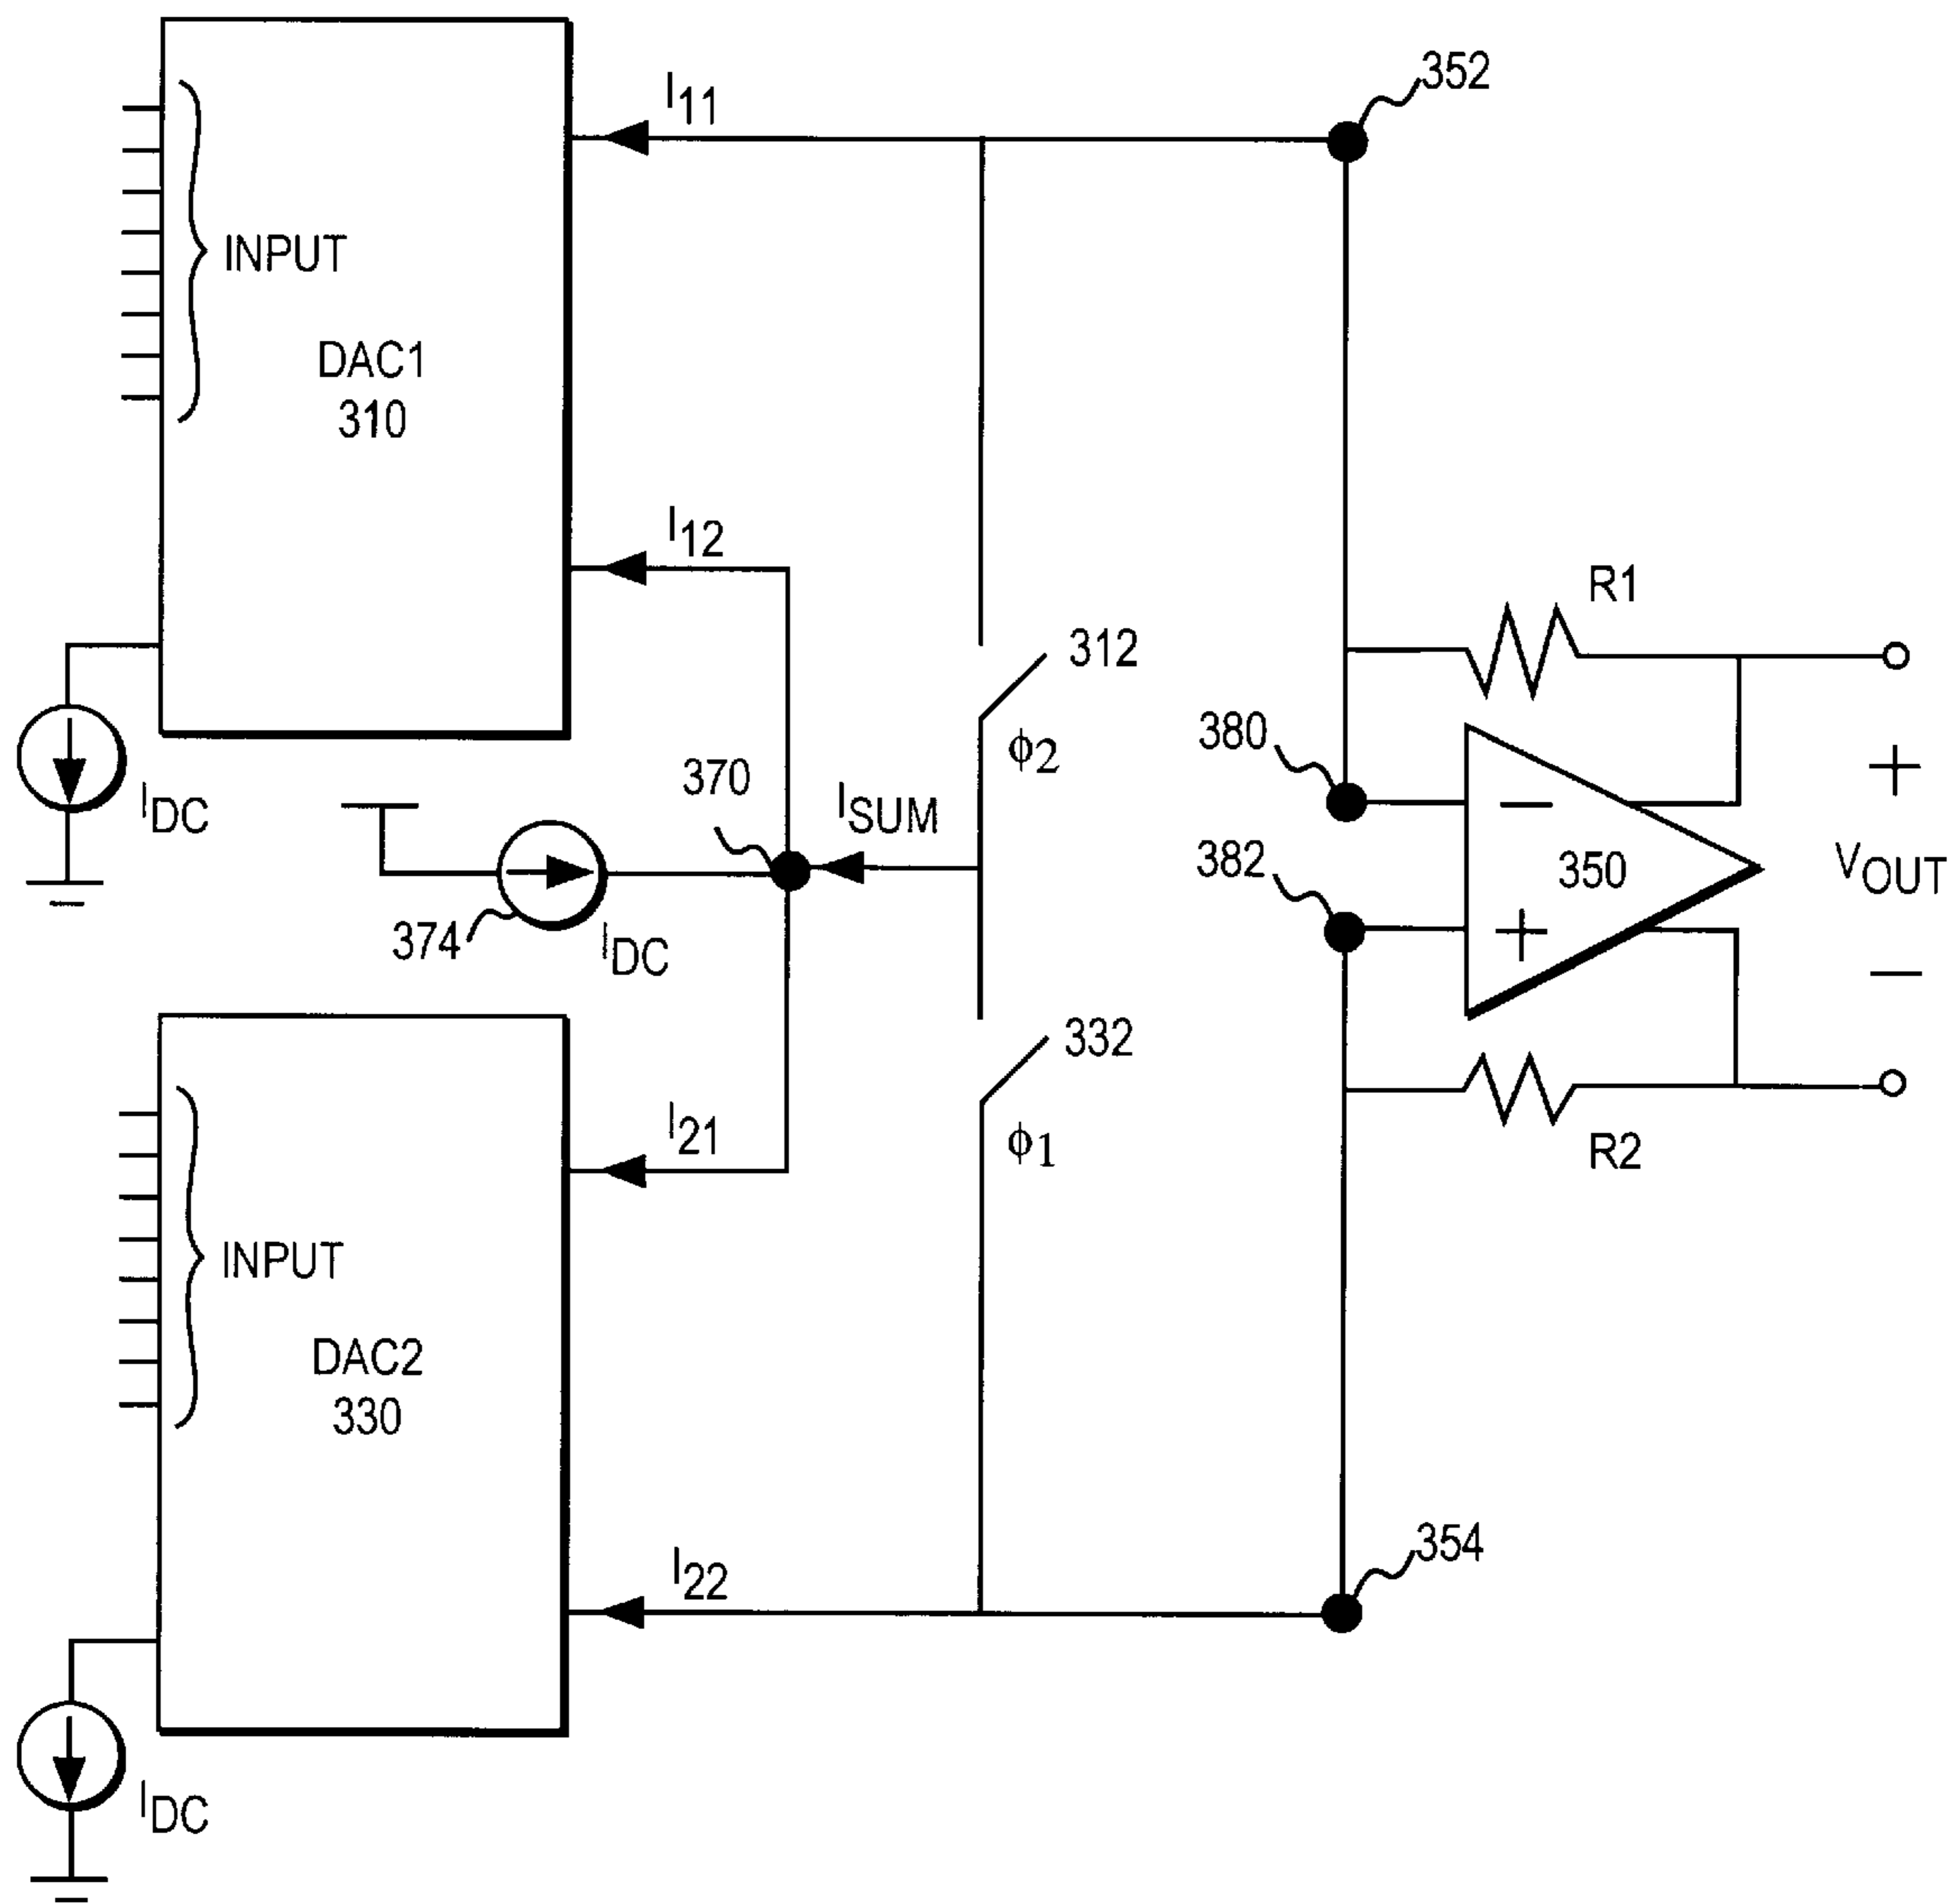 352
I11
INPUT
DAC1
310
I12
R1
312
380
ϕ2
370
IDC
ISUM
+
−
382
350
VOUT
374
IDC
+
−
332
I21
ϕ1
R2
INPUT
DAC2
330
354
I22
IDC